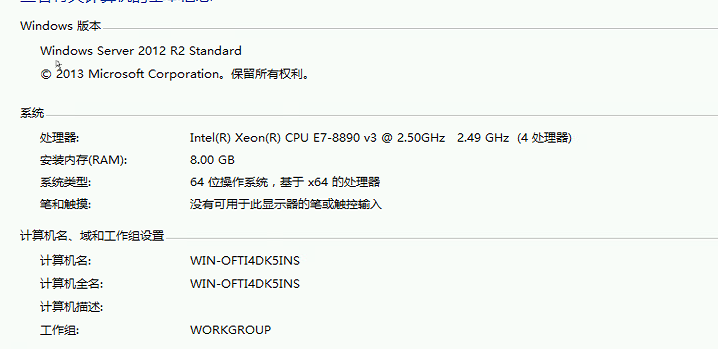 Windows 版本
Windows Server 2012 R2 Standard
© 2013 Microsoft Corporation。保留所有权利。
系统
处理器: Intel(R) Xeon(R) CPU E7-8890 v3 @ 2.50GHz 2.49 GHz (4 处理器)
安装内存(RAM): 8.00 GB
系统类型: 64 位操作系统，基于 x64 的处理器
笔和触摸: 没有可用于此显示器的笔或触控输入
计算机名、域和工作组设置
计算机名: WIN-OFTI4DK5INS
计算机全名: WIN-OFTI4DK5INS
计算机描述:
工作组: WORKGROUP